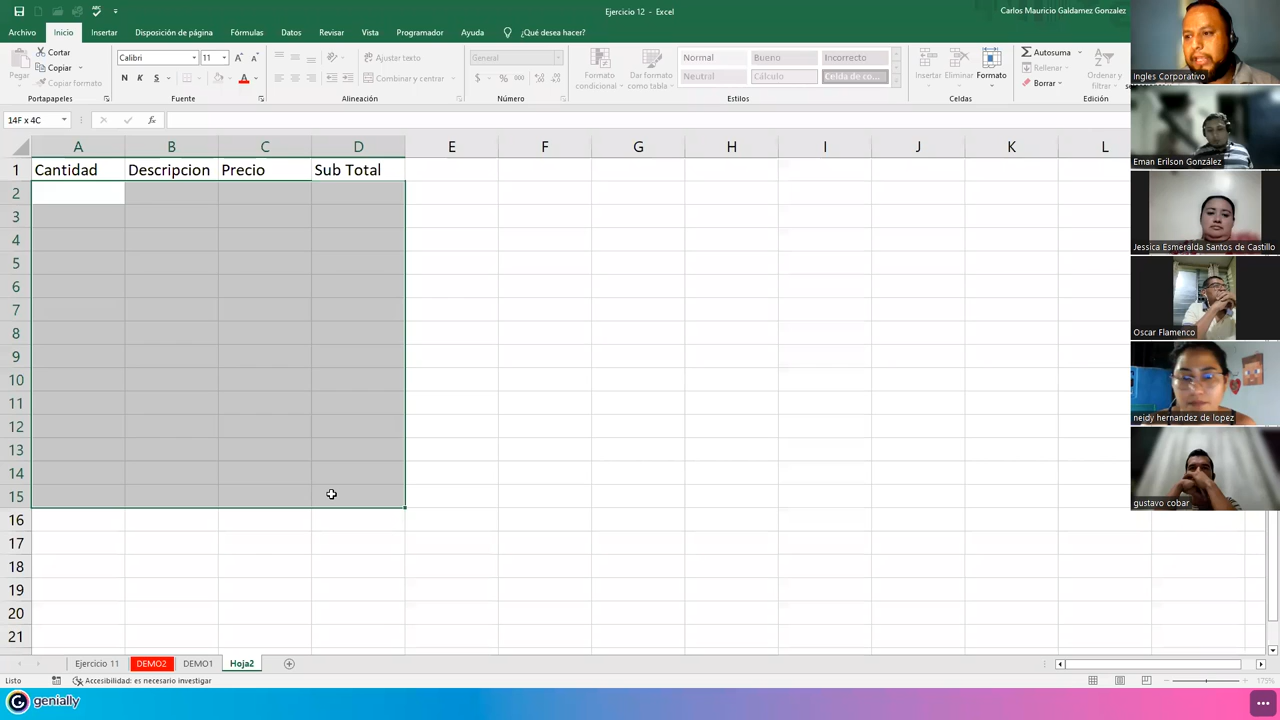 Ejercicio 12 - Excel
Carlos Mauricio Galdamez Gonzalez
Archivo Inicio Insertar Disposición de página Fórmulas Datos Revisar Vista Programador Ayuda ¿Qué desea hacer?
Pegar
Cortar
Copiar
Copiar formato
Portapapeles
Calibri 11
N K S
Fuente
Ajustar texto
Combinar y centrar
Alineación
General
$ % 000
Número
Formato condicional
Dar formato como tabla
Normal Bueno Incorrecto
Neutral Cálculo Celda de co...
Estilos
Insertar Eliminar Formato
Celdas
Autosuma
Rellenar
Borrar
Ordenar y
filtrar
Edición
14F x 4C
fx
A B C D E F G H I J K L
1 Cantidad Descripcion Precio Sub Total
2
3
4
5
6
7
8
9
10
11
12
13
14
15
16
17
18
19
20
21
Ejercicio 11 DEMO2 DEMO1 Hoja2
Listo Accesibilidad: es necesario investigar
175%
genially
Ingles Corporativo
Eman Erilson González
Jessica Esmeralda Santos de Castillo
Oscar Flamenco
neidy hernandez de lopez
gustavo cobar